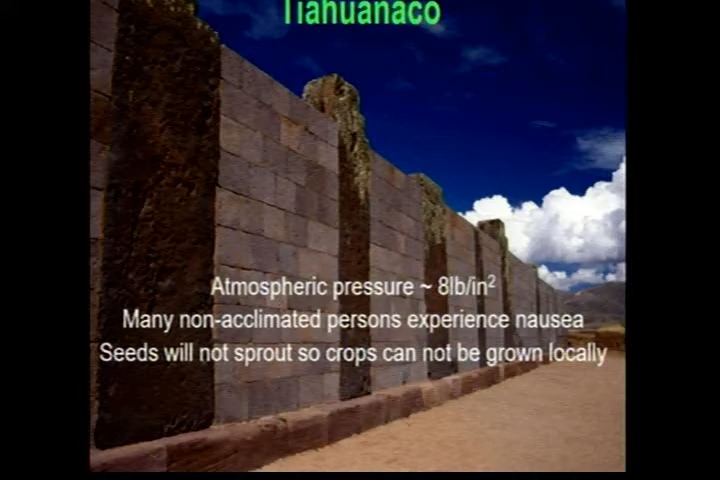 Tiahuanaco
Atmospheric pressure ~ 8lb/in²
Many non-acclimated persons experience nausea
Seeds will not sprout so crops can not be grown locally